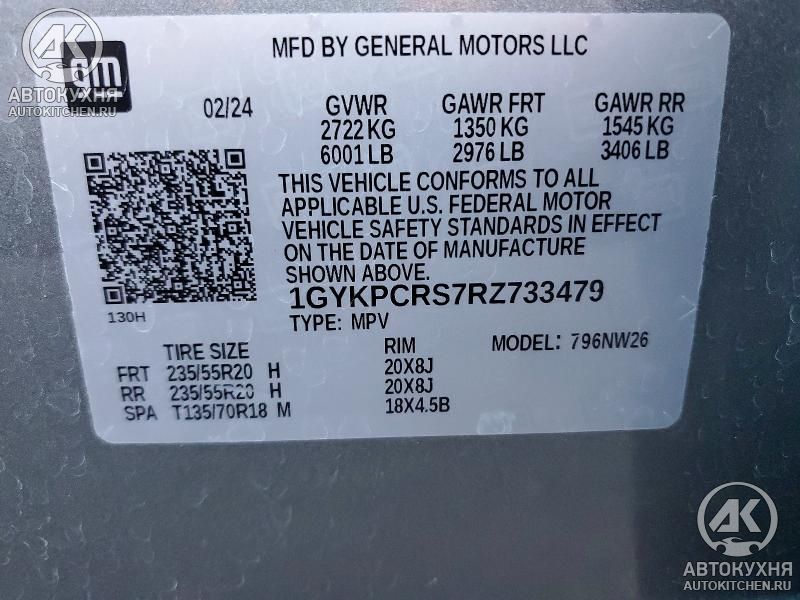 АВТОКУХНЯ
AUTOKITCHEN.RU
gm
MFD BY GENERAL MOTORS LLC
02/24 GVWR GAWR FRT GAWR RR
2722 KG 1350 KG 1545 KG
6001 LB 2976 LB 3406 LB
THIS VEHICLE CONFORMS TO ALL
APPLICABLE U.S. FEDERAL MOTOR
VEHICLE SAFETY STANDARDS IN EFFECT
ON THE DATE OF MANUFACTURE
SHOWN ABOVE.
1GYKPCRS7RZ733479
130H
TYPE: MPV
TIRE SIZE RIM MODEL: 796NW26
FRT 235/55R20 H 20X8J
RR 235/55R20 H 20X8J
SPA T135/70R18 M 18X4.5B
АК
АВТОКУХНЯ
AUTOKITCHEN.RU